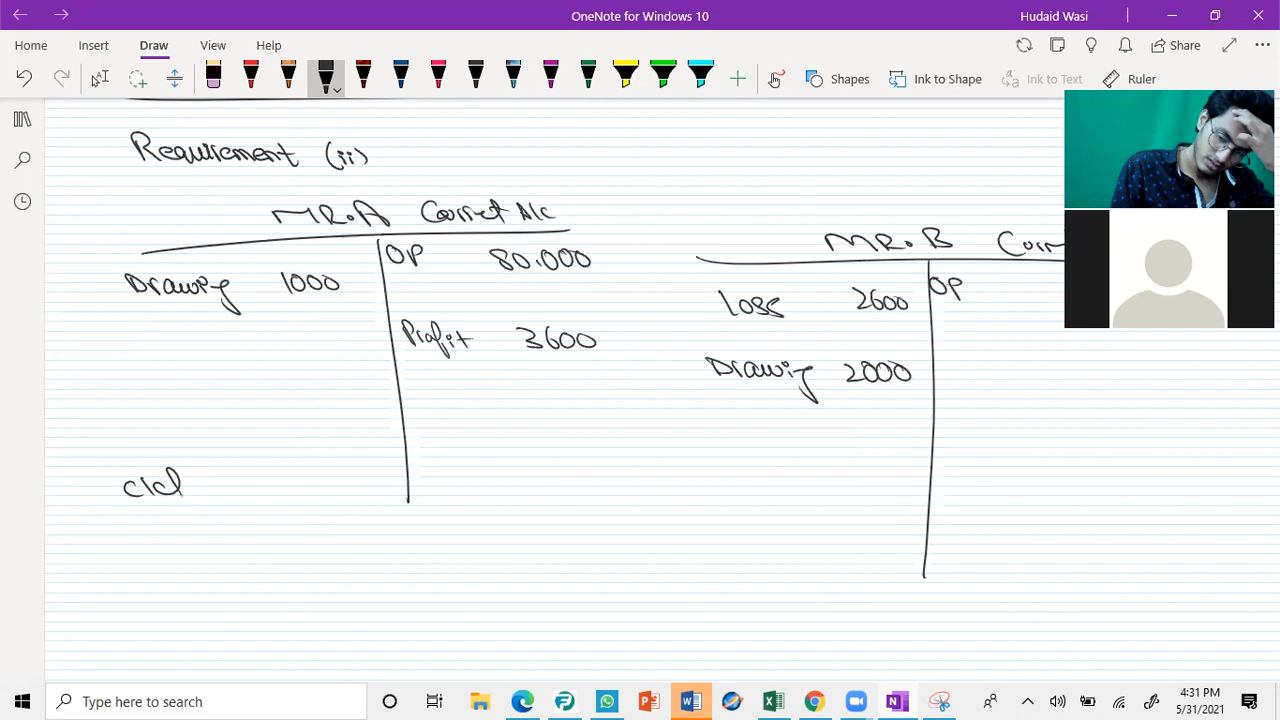 OneNote for Windows 10
Hudaid Wasi
Home Insert Draw View Help
Share
Shapes Ink to Shape Ink to Text Ruler
Requirement (ii)
MR.A Curret A/c
OP 80,000
Drawing 1000
Profit 3600
c/d
MR.B
Loss 2600 OP
Drawing 2000
Type here to search
4:31 PM
5/31/2021